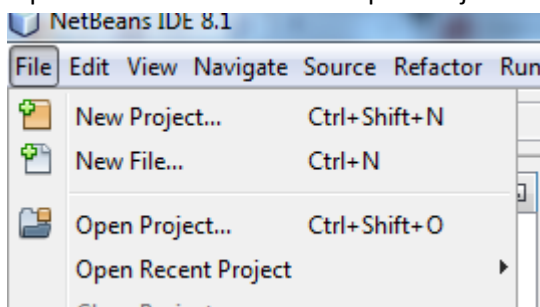 NetBeans IDE 8.1
File Edit View Navigate Source Refactor Run
New Project... Ctrl+Shift+N
New File... Ctrl+N
Open Project... Ctrl+Shift+O
Open Recent Project